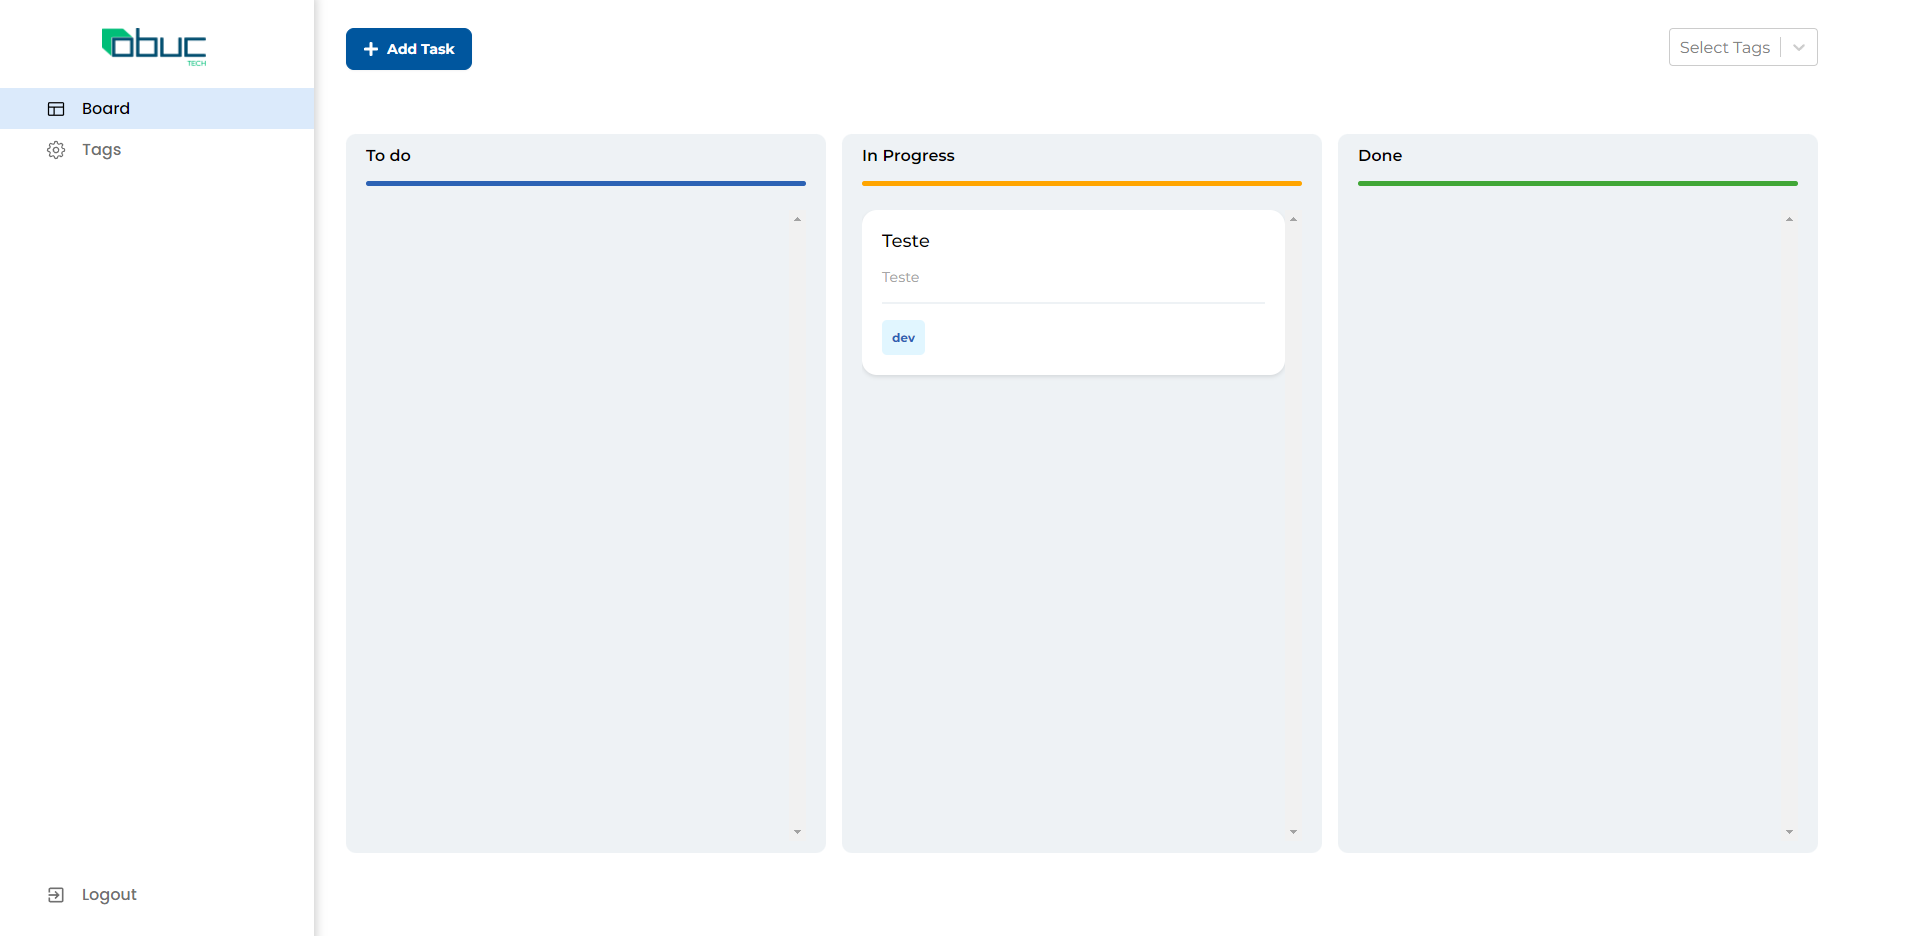 obuc
TECH
Board
Tags
Logout
Add Task
Select Tags
To do
In Progress
Teste
Teste
dev
Done